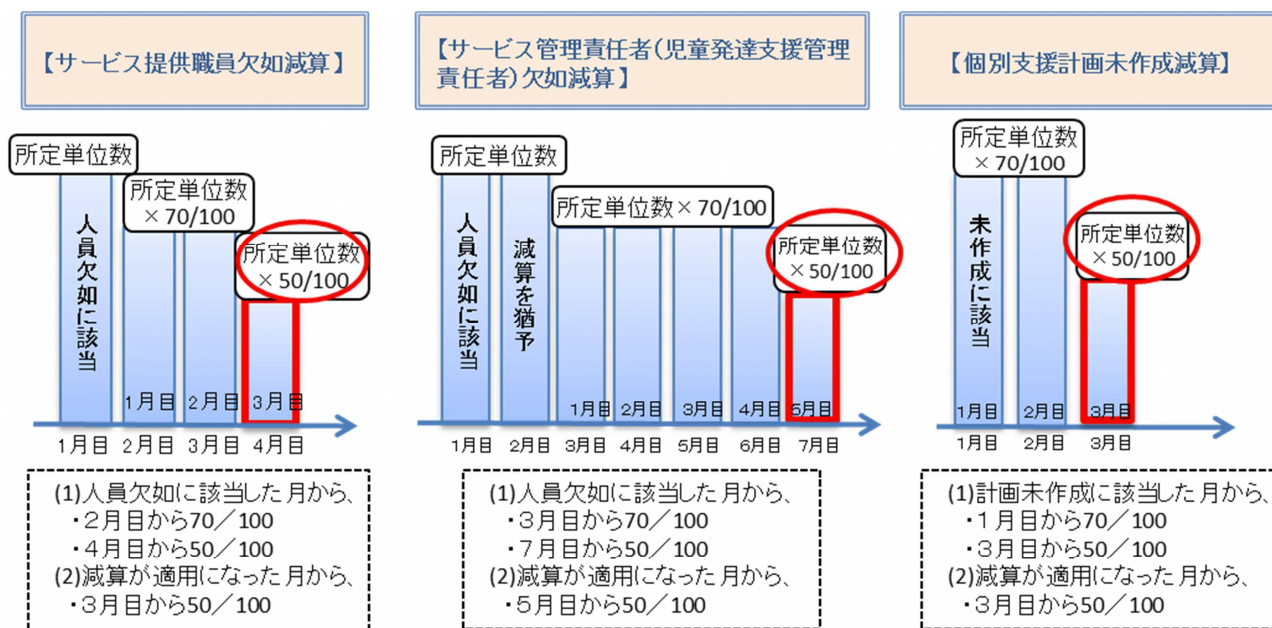 【サービス提供職員欠如減算】
所定単位数
人員欠如に該当
所定単位数
×70/100
所定単位数
×50/100
1月目 2月目 3月目
1月目 2月目 3月目 4月目
(1)人員欠如に該当した月から、
・２月目から70／100
・４月目から50／100
(2)減算が適用になった月から、
・３月目から50／100
【サービス管理責任者(児童発達支援管理
責任者)欠如減算】
所定単位数
人員欠如に該当
減算を猶予
所定単位数×70/100
所定単位数
×50/100
1月目 2月目 3月目 4月目 5月目
1月目 2月目 3月目 4月目 5月目 6月目 7月目
(1)人員欠如に該当した月から、
・３月目から70／100
・７月目から50／100
(2)減算が適用になった月から、
・５月目から50／100
【個別支援計画未作成減算】
所定単位数
×70/100
未作成に該当
所定単位数
×50/100
1月目 2月目 3月目
1月目 2月目 3月目
(1)計画未作成に該当した月から、
・１月目から70／100
・３月目から50／100
(2)減算が適用になった月から、
・３月目から50／100